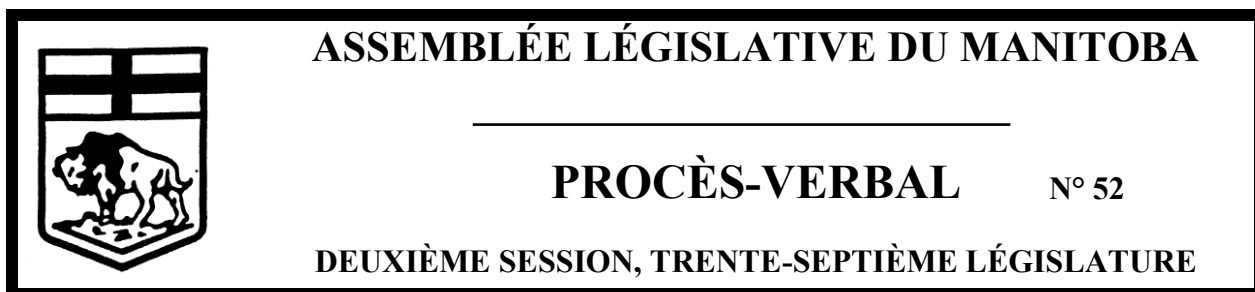 ASSEMBLÉE LÉGISLATIVE DU MANITOBA
PROCÈS-VERBAL N° 52
DEUXIÈME SESSION, TRENTE-SEPTIÈME LÉGISLATURE